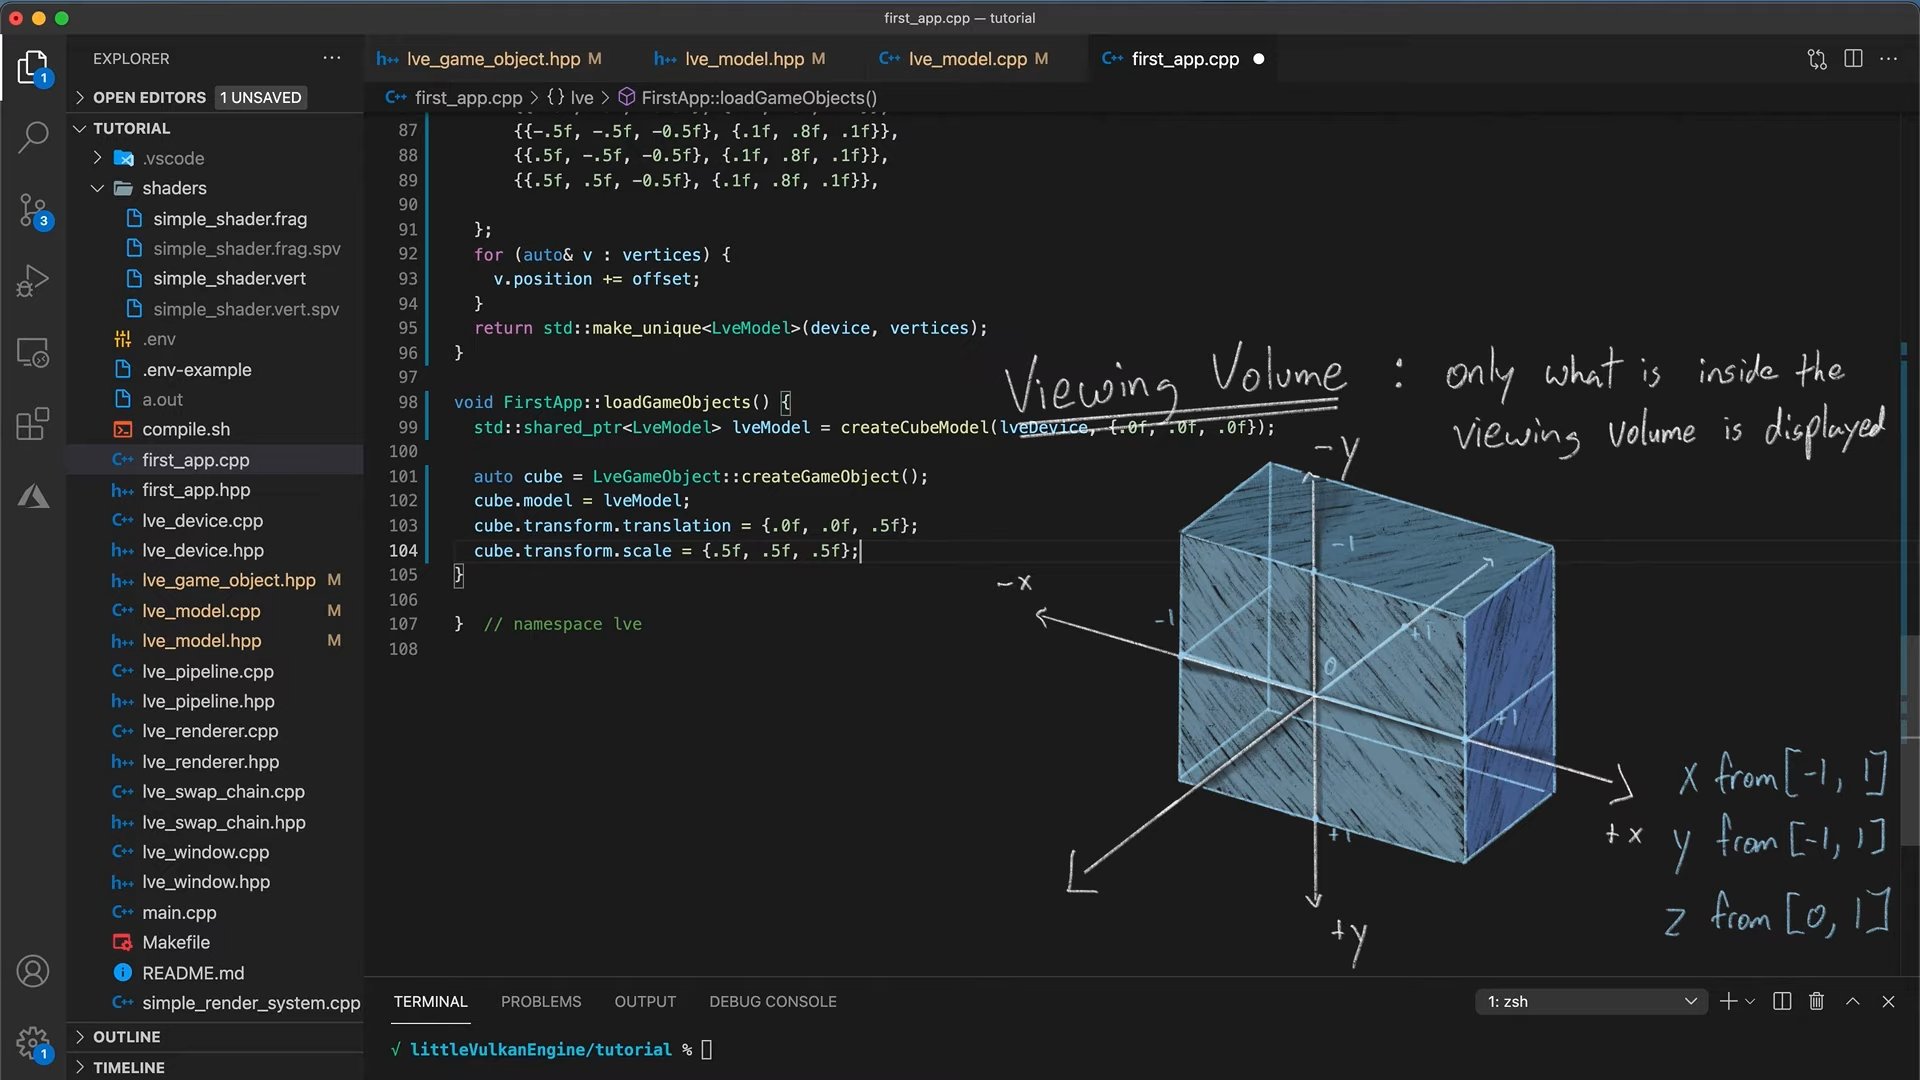 first_app.cpp — tutorial
EXPLORER
lve_game_object.hpp M
lve_model.hpp M
lve_model.cpp M
first_app.cpp
OPEN EDITORS 1 UNSAVED
first_app.cpp > {} lve > FirstApp::loadGameObjects()
TUTORIAL
.vscode
shaders
simple_shader.frag
simple_shader.frag.spv
simple_shader.vert
simple_shader.vert.spv
.env
.env-example
a.out
compile.sh
first_app.cpp
first_app.hpp
lve_device.cpp
lve_device.hpp
lve_game_object.hpp M
lve_model.cpp M
lve_model.hpp M
lve_pipeline.cpp
lve_pipeline.hpp
lve_renderer.cpp
lve_renderer.hpp
lve_swap_chain.cpp
lve_swap_chain.hpp
lve_window.cpp
lve_window.hpp
main.cpp
Makefile
README.md
simple_render_system.cpp
OUTLINE
TIMELINE
1
3
1
87 {{-.5f, -.5f, -0.5f}, {.1f, .8f, .1f}},
88 {{.5f, -.5f, -0.5f}, {.1f, .8f, .1f}},
89 {{.5f, .5f, -0.5f}, {.1f, .8f, .1f}},
90
91 };
92 for (auto& v : vertices) {
93 v.position += offset;
94 }
95 return std::make_unique<LveModel>(device, vertices);
96 }
97
98 void FirstApp::loadGameObjects() {
99 std::shared_ptr<LveModel> lveModel = createCubeModel(lveDevice, {.0f, .0f, .0f});
100
101 auto cube = LveGameObject::createGameObject();
102 cube.model = lveModel;
103 cube.transform.translation = {.0f, .0f, .5f};
104 cube.transform.scale = {.5f, .5f, .5f};
105 }
106
107 } // namespace lve
108
Viewing Volume : only what is inside the
viewing volume is displayed
-y
-1
-x
-1
+1
0
+1
+1
+x
+y
x from [-1, 1]
y from [-1, 1]
z from [0, 1]
TERMINAL PROBLEMS OUTPUT DEBUG CONSOLE
1: zsh
√ littleVulkanEngine/tutorial %